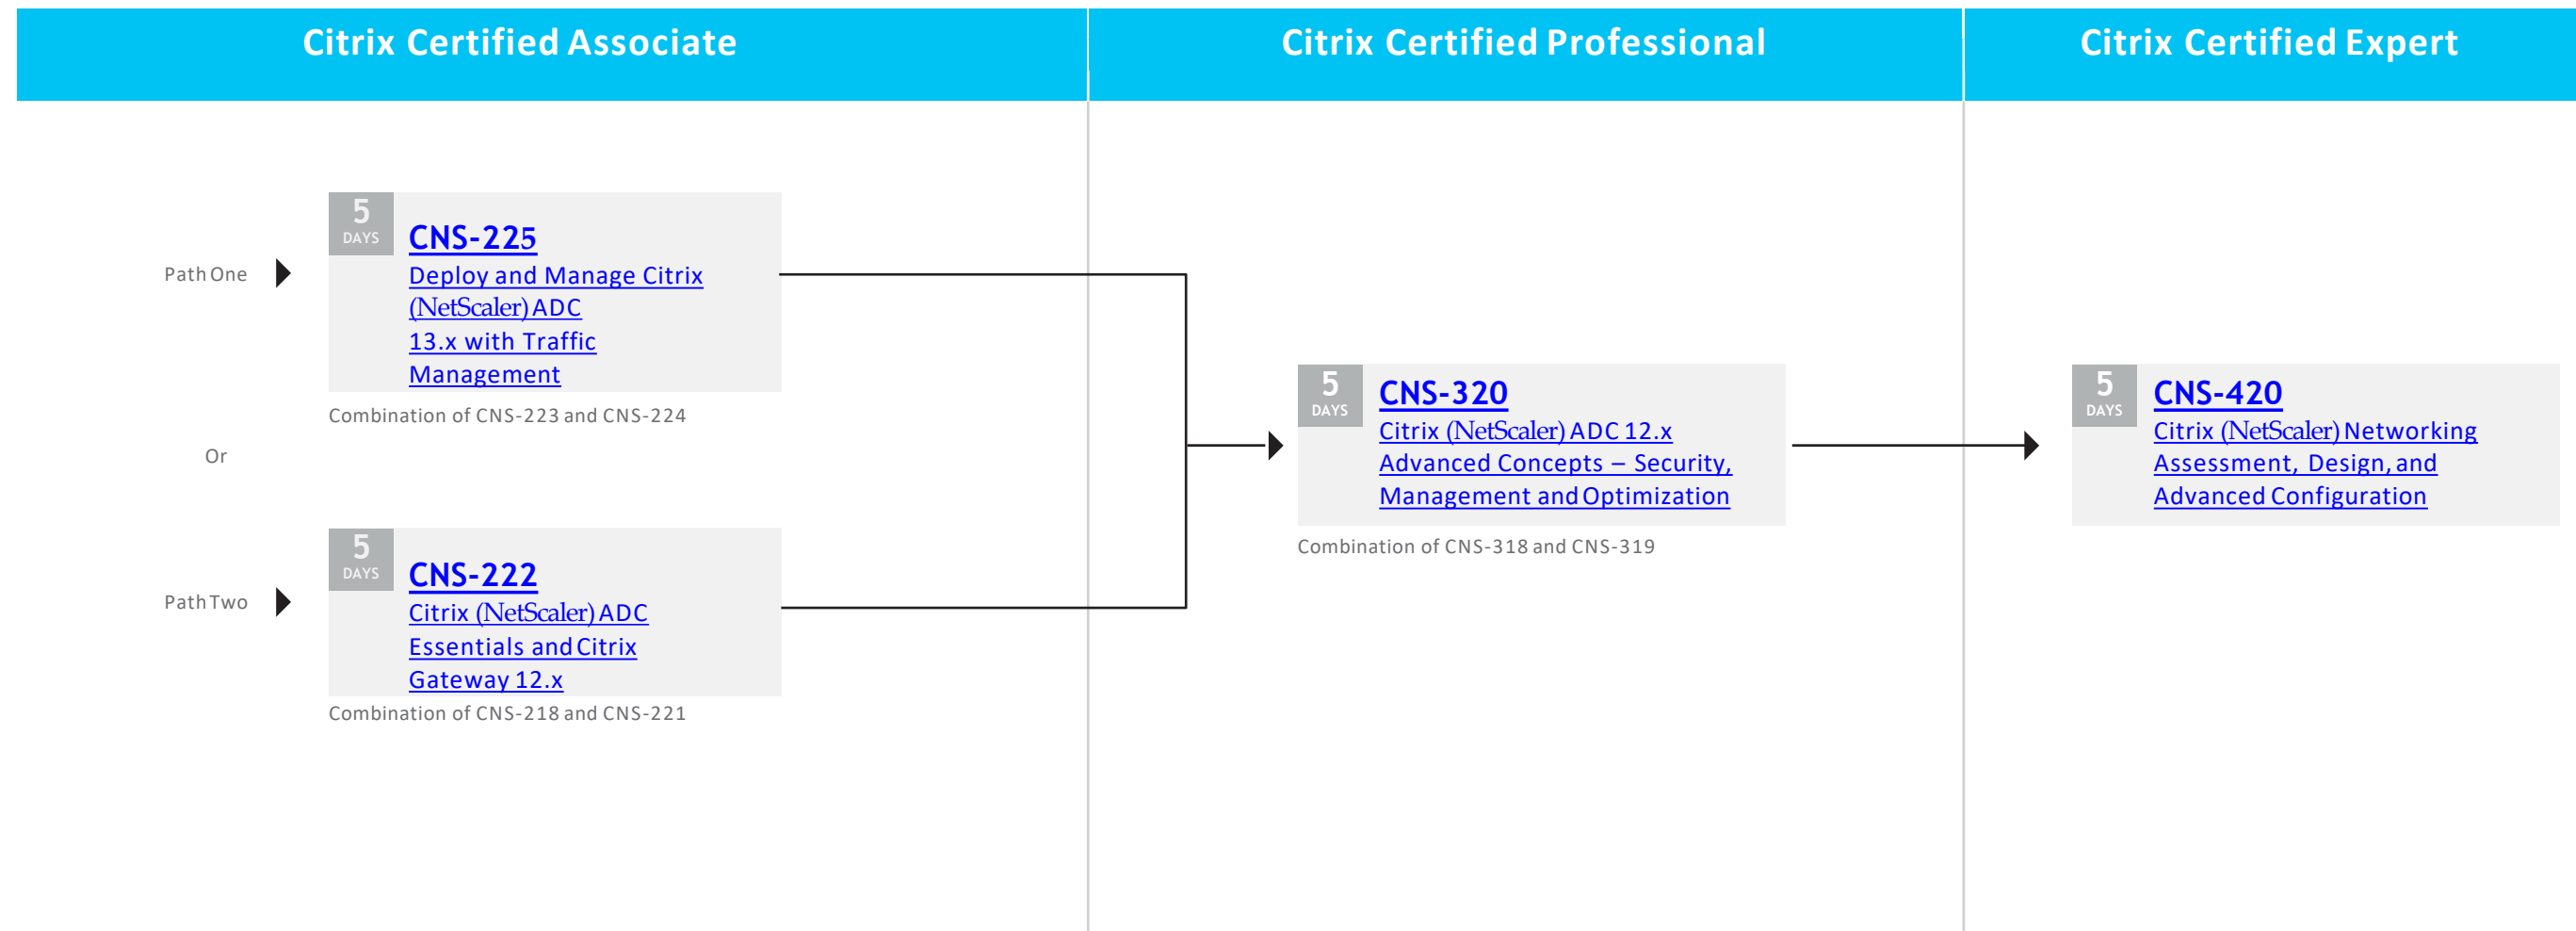 Citrix Certified Associate
Citrix Certified Professional
Citrix Certified Expert
Path One
5
DAYS
CNS-225
Deploy and Manage Citrix
(NetScaler) ADC
13.x with Traffic
Management
Combination of CNS-223 and CNS-224
Or
Path Two
5
DAYS
CNS-222
Citrix (NetScaler) ADC
Essentials and Citrix
Gateway 12.x
Combination of CNS-218 and CNS-221
5
DAYS
CNS-320
Citrix (NetScaler) ADC 12.x
Advanced Concepts – Security,
Management and Optimization
Combination of CNS-318 and CNS-319
5
DAYS
CNS-420
Citrix (NetScaler) Networking
Assessment, Design, and
Advanced Configuration